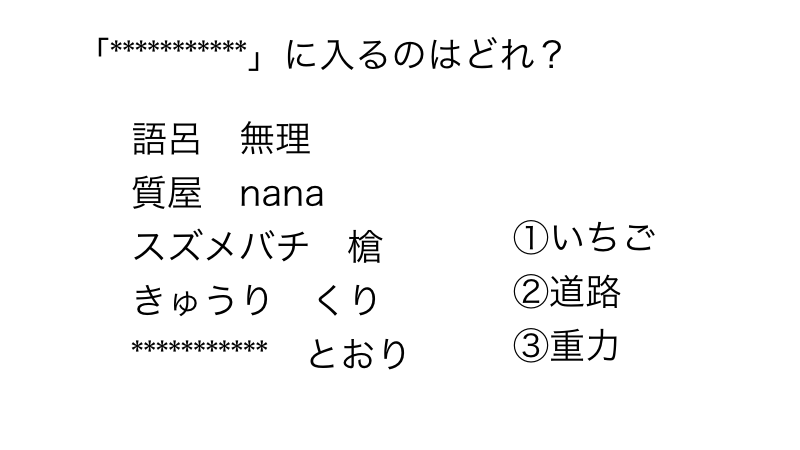 「***********」に入るのはどれ？
語呂　無理
質屋　nana
スズメバチ　槍
きゅうり　くり
***********　とおり
①いちご
②道路
③重力